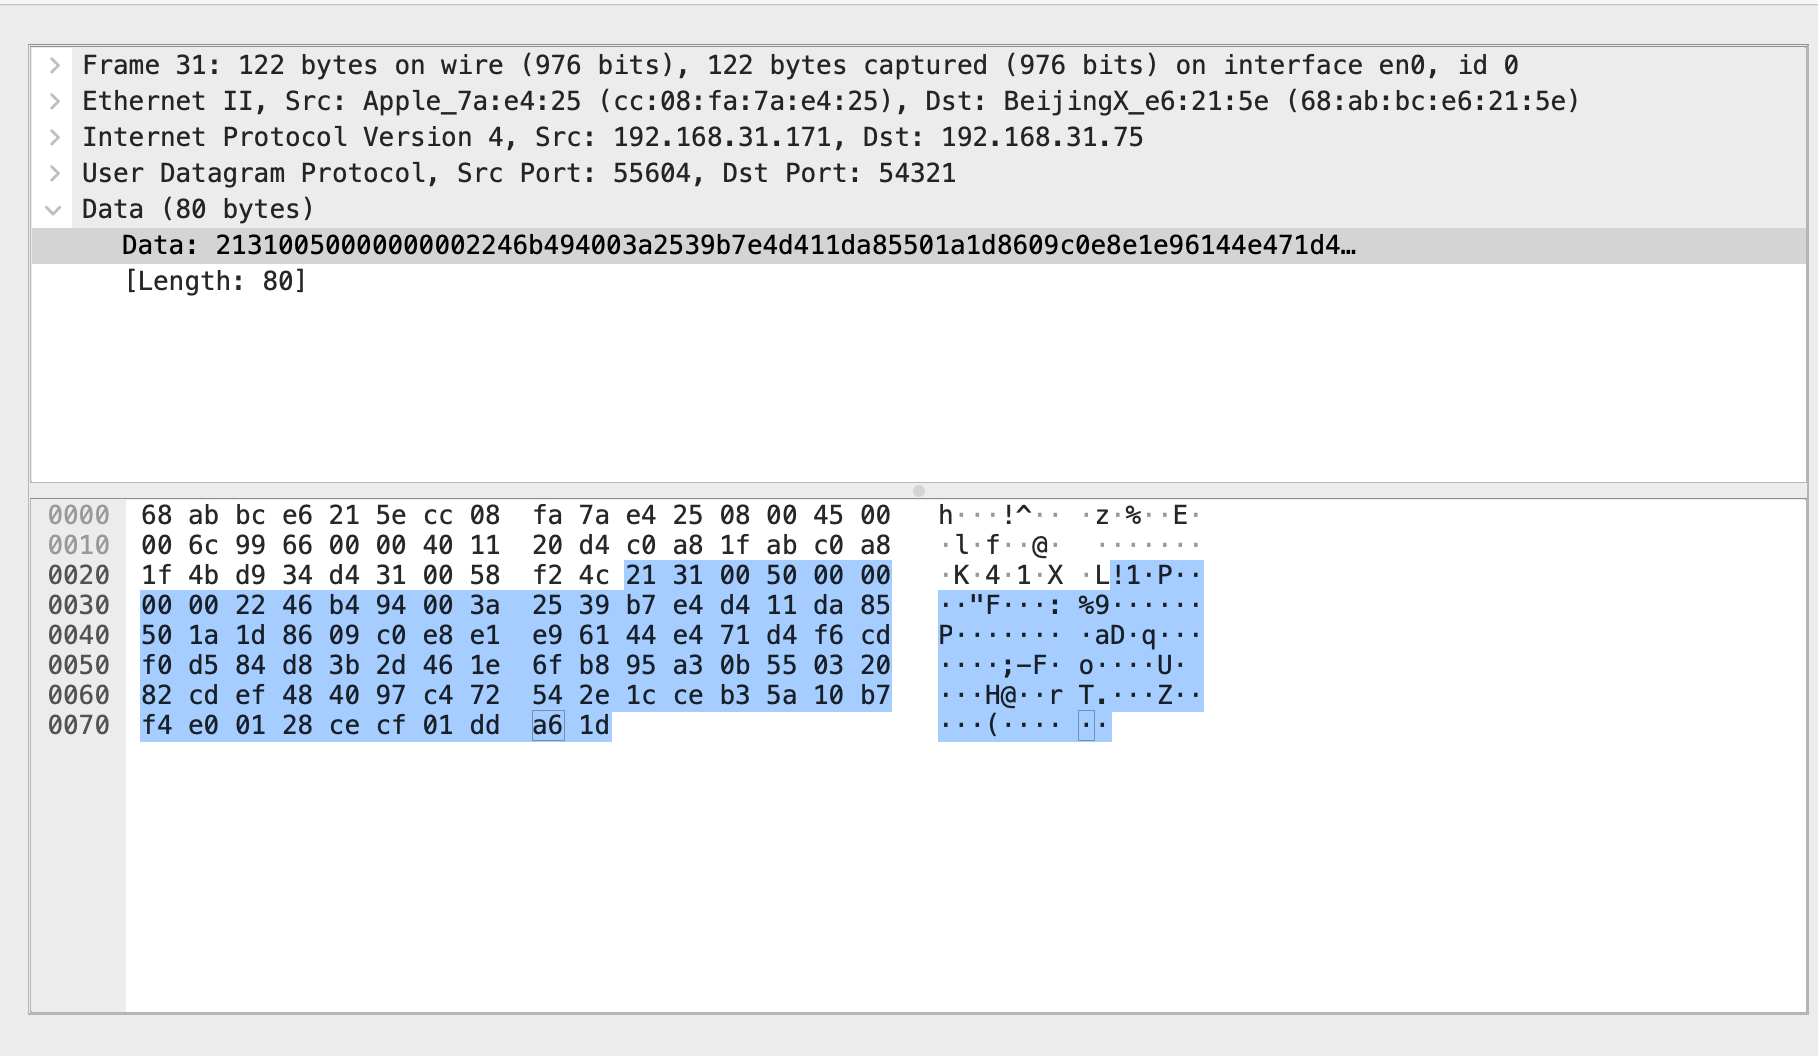 Frame 31: 122 bytes on wire (976 bits), 122 bytes captured (976 bits) on interface en0, id 0
Ethernet II, Src: Apple_7a:e4:25 (cc:08:fa:7a:e4:25), Dst: BeijingX_e6:21:5e (68:ab:bc:e6:21:5e)
Internet Protocol Version 4, Src: 192.168.31.171, Dst: 192.168.31.75
User Datagram Protocol, Src Port: 55604, Dst Port: 54321
Data (80 bytes)
Data: 21310050000000002246b494003a2539b7e4d411da85501a1d8609c0e8e1e96144e471d4…
[Length: 80]
0000 68 ab bc e6 21 5e cc 08 fa 7a e4 25 08 00 45 00 h···!^·· ·z·%··E·
0010 00 6c 99 66 00 00 40 11 20 d4 c0 a8 1f ab c0 a8 ·l·f··@· ·······
0020 1f 4b d9 34 d4 31 00 58 f2 4c 21 31 00 50 00 00 ·K·4·1·X ·L!1·P··
0030 00 00 22 46 b4 94 00 3a 25 39 b7 e4 d4 11 da 85 ··"F···: %9······
0040 50 1a 1d 86 09 c0 e8 e1 e9 61 44 e4 71 d4 f6 cd P······· ·aD·q···
0050 f0 d5 84 d8 3b 2d 46 1e 6f b8 95 a3 0b 55 03 20 ····;-F· o····U·
0060 82 cd ef 48 40 97 c4 72 54 2e 1c ce b3 5a 10 b7 ···H@··r T.···Z··
0070 f4 e0 01 28 ce cf 01 dd a6 1d ···(···· ··